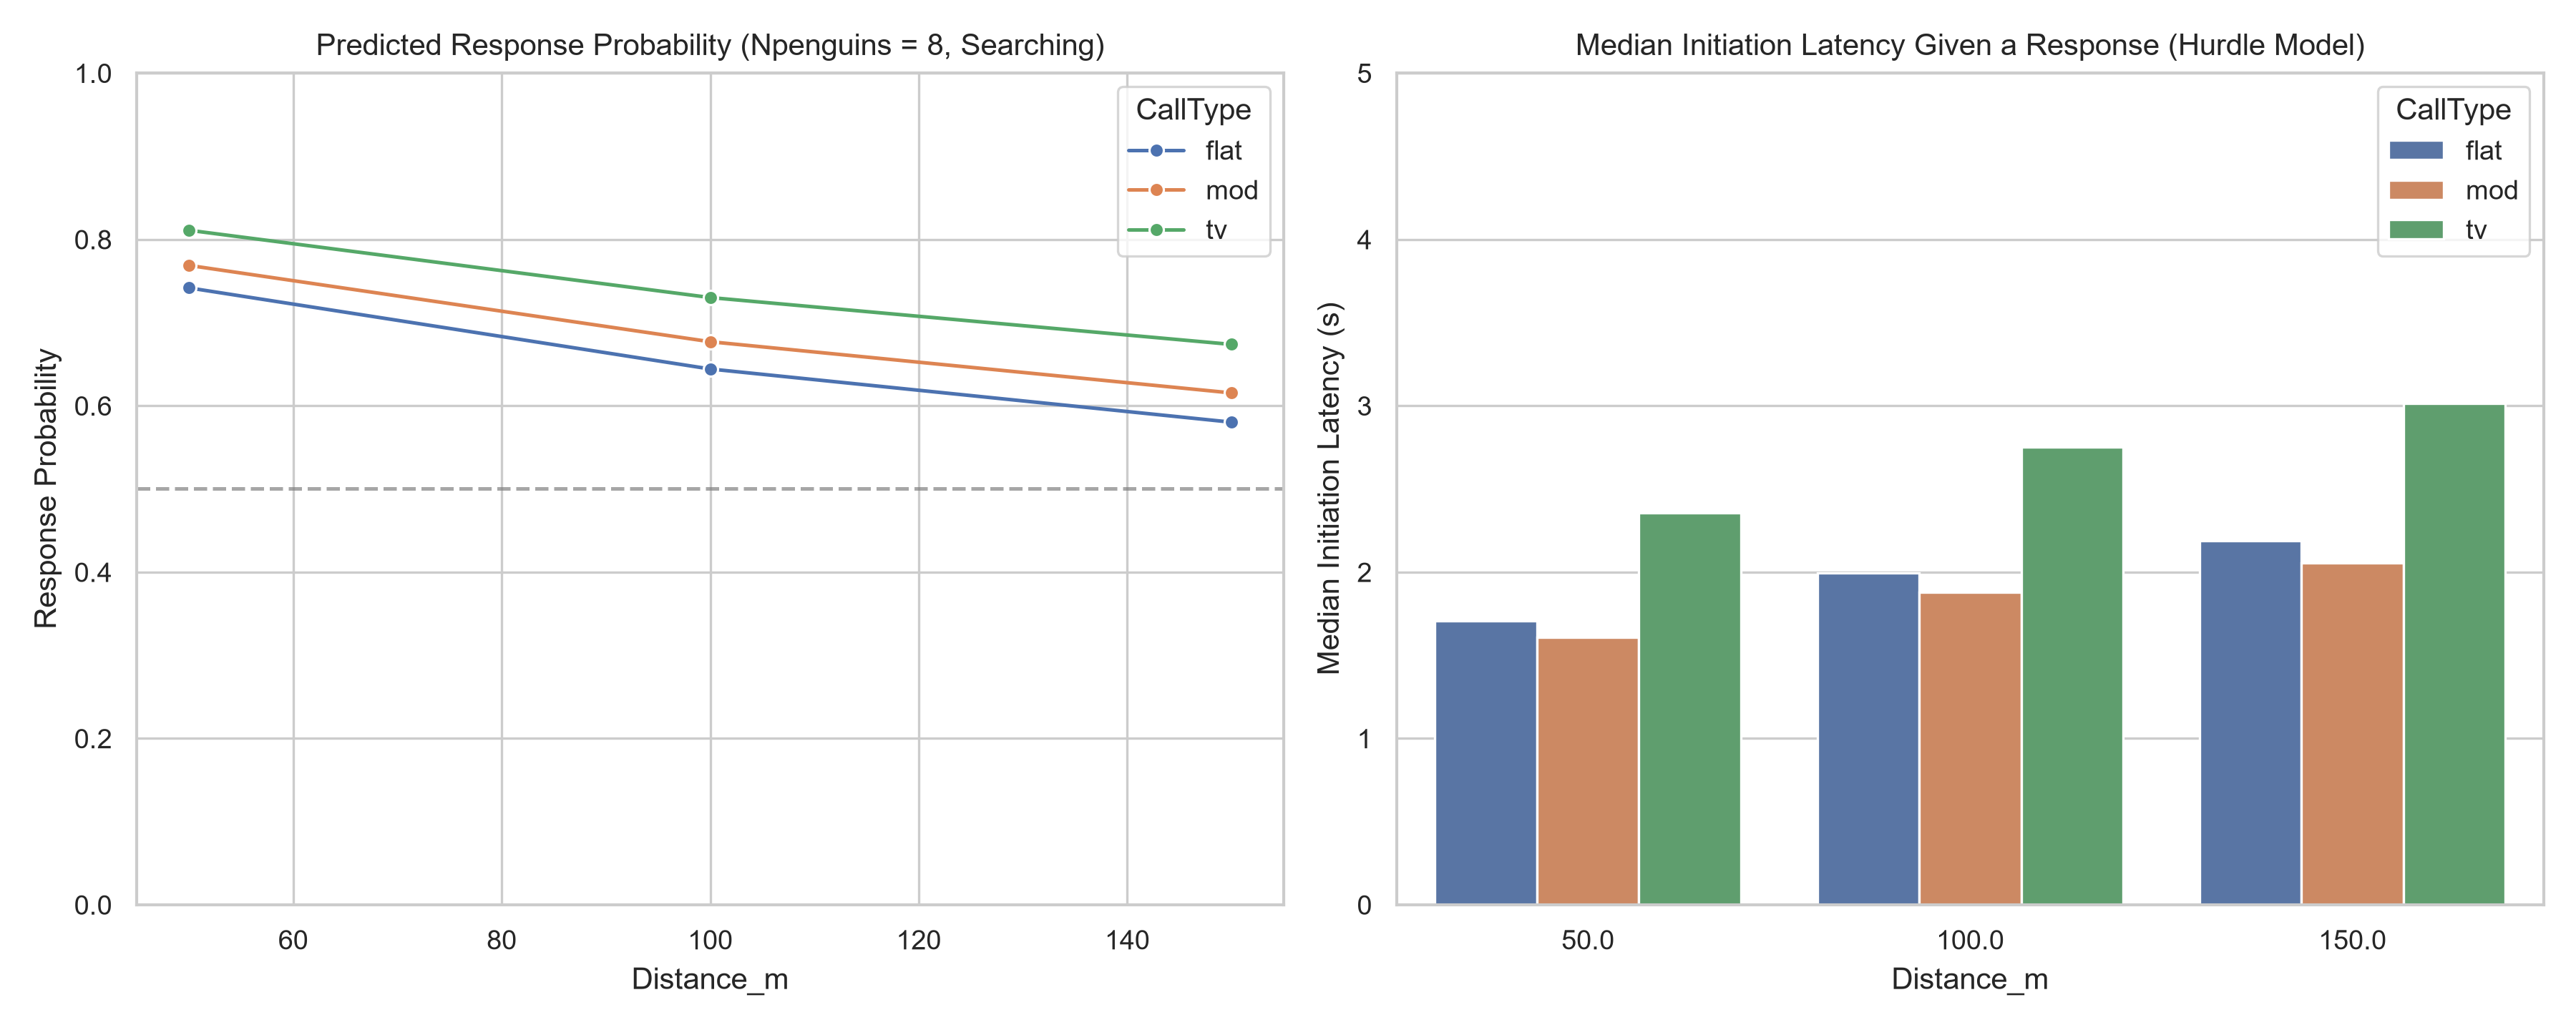 Predicted Response Probability (Npenguins = 8, Searching)
Response Probability
1.0
0.8
0.6
0.4
0.2
0.0
60
80
100
120
140
Distance_m
CallType
flat
mod
tv
Median Initiation Latency Given a Response (Hurdle Model)
Median Initiation Latency (s)
5
4
3
2
1
0
50.0
100.0
150.0
Distance_m
CallType
flat
mod
tv